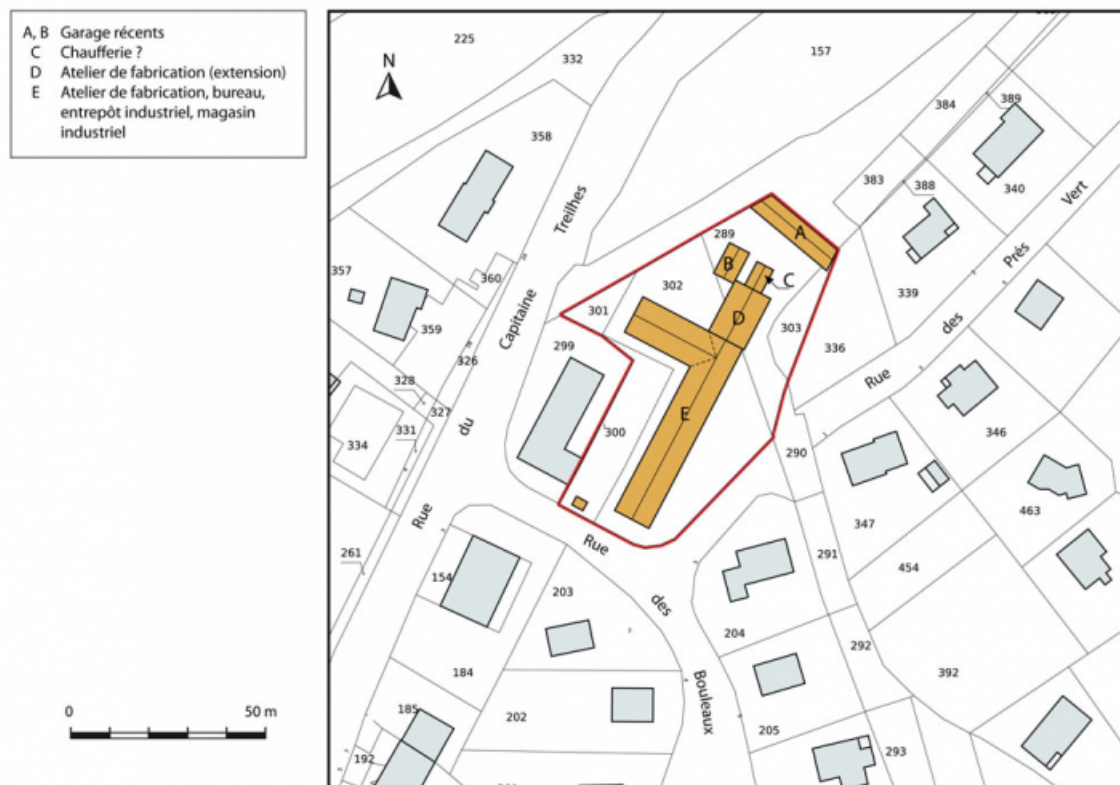 A, B Garage récents
C Chaufferie ?
D Atelier de fabrication (extension)
E Atelier de fabrication, bureau,
entrepôt industriel, magasin
industriel
N
225
332
157
358
384
389
383
388
340
Vert
Prés
des
Rue
Treilhes
Capitaine
du
Rue
289
A
B
C
D
E
302
301
303
339
336
357
360
359
299
326
328
327
331
334
300
290
346
347
463
261
154
Rue
des
Bouleaux
203
291
454
204
292
184
392
185
202
205
293
192
0 50 m